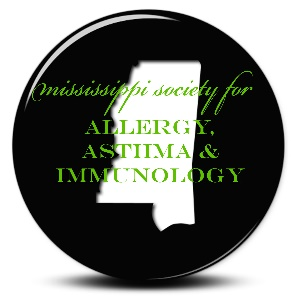 mississippi society for
ALLERGY,
ASTHMA &
IMMUNOLOGY